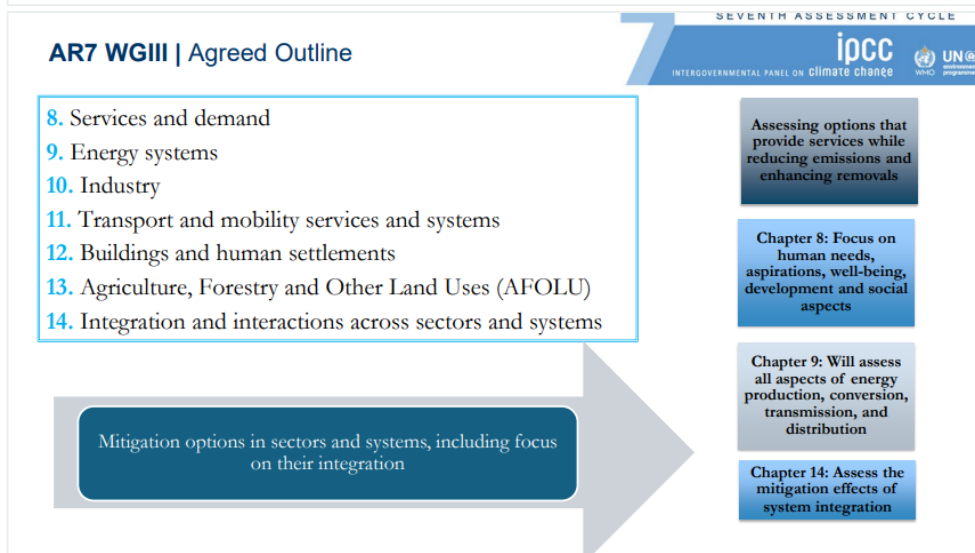 SEVENTH ASSESSMENT CYCLE
AR7 WGIII | Agreed Outline
7
ipcc
INTERGOVERNMENTAL PANEL ON climate change
WMO
UN
environment
programme
8. Services and demand
9. Energy systems
10. Industry
11. Transport and mobility services and systems
12. Buildings and human settlements
13. Agriculture, Forestry and Other Land Uses (AFOLU)
14. Integration and interactions across sectors and systems
Mitigation options in sectors and systems, including focus
on their integration
Assessing options that
provide services while
reducing emissions and
enhancing removals
Chapter 8: Focus on
human needs,
aspirations, well-being,
development and social
aspects
Chapter 9: Will assess
all aspects of energy
production, conversion,
transmission, and
distribution
Chapter 14: Assess the
mitigation effects of
system integration